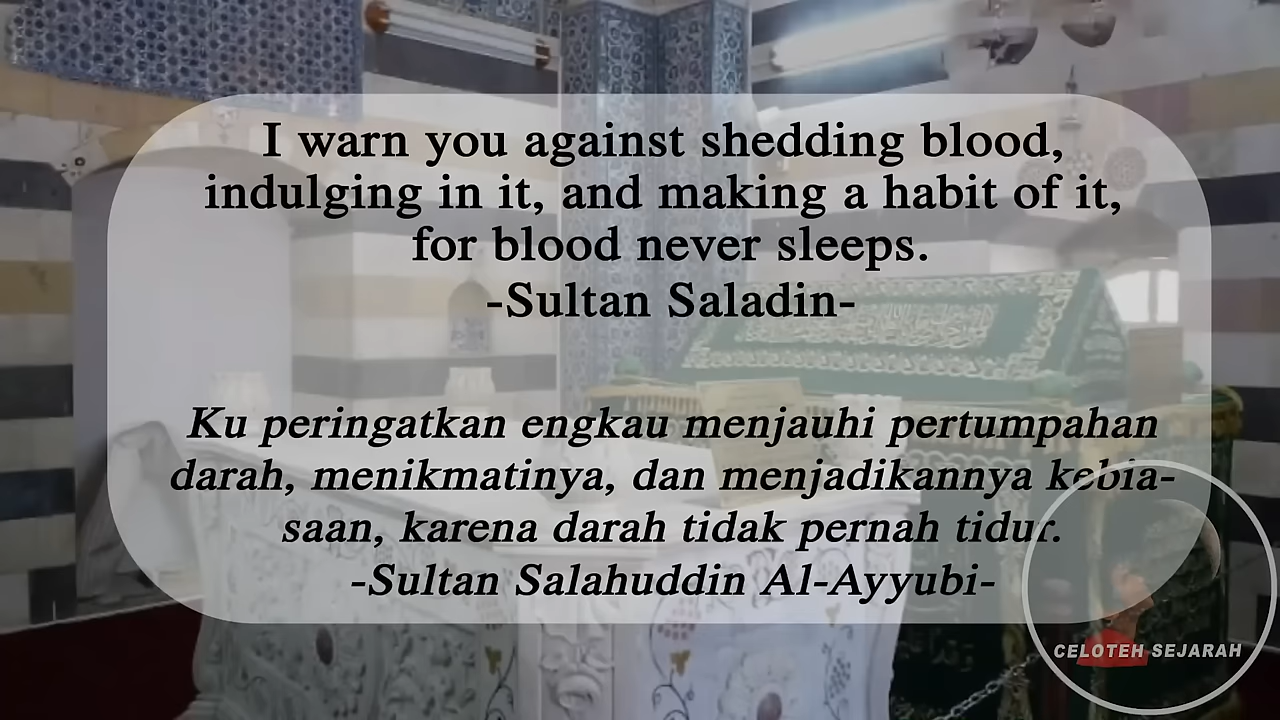 I warn you against shedding blood,
indulging in it, and making a habit of it,
for blood never sleeps.
-Sultan Saladin-
Ku peringatkan engkau menjauhi pertumpahan
darah, menikmatinya, dan menjadikannya kebia-
saan, karena darah tidak pernah tidur.
-Sultan Salahuddin Al-Ayyubi-
CELOTEH SEJARAH